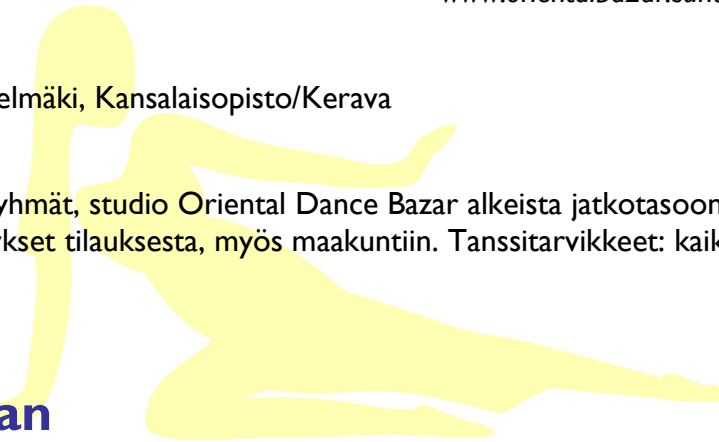 elmäki, Kansalaisopisto/Kerava
yhmät, studio Oriental Dance Bazar alkeista jatkotasoon
kset tilauksesta, myös maakuntiin. Tanssitarvikkeet: kaik
an